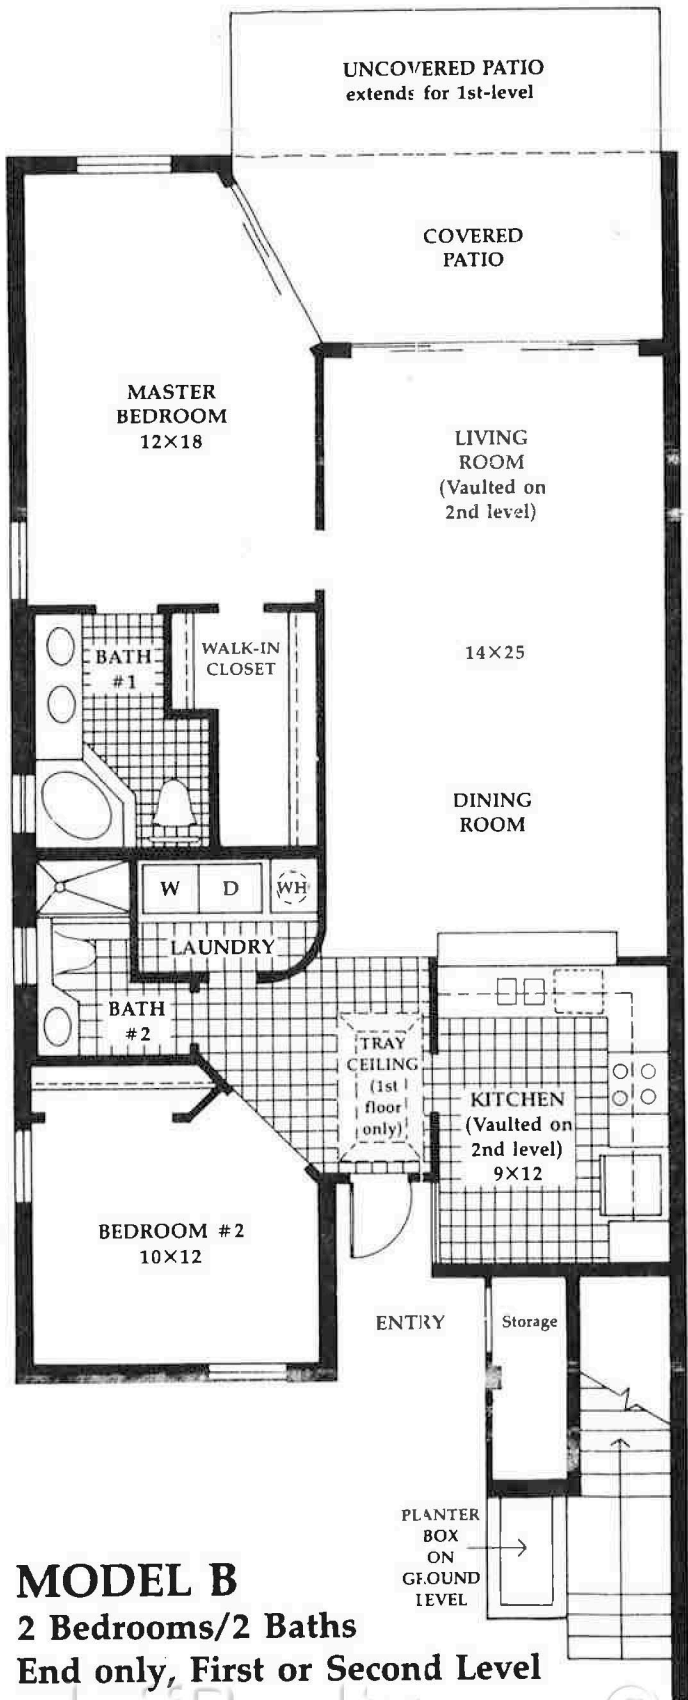 UNCOVERED PATIO
extends for 1st-level
COVERED
PATIO
MASTER
BEDROOM
12×18
LIVING
ROOM
(Vaulted on
2nd level)
14×25
BATH
#1
WALK-IN
CLOSET
DINING
ROOM
W
D
WH
LAUNDRY
BATH
#2
TRAY
CEILING
(1st
floor
only)
KITCHEN
(Vaulted on
2nd level)
9×12
BEDROOM #2
10×12
ENTRY
Storage
PLANTER
BOX
ON
GROUND
LEVEL
MODEL B
2 Bedrooms/2 Baths
End only, First or Second Level